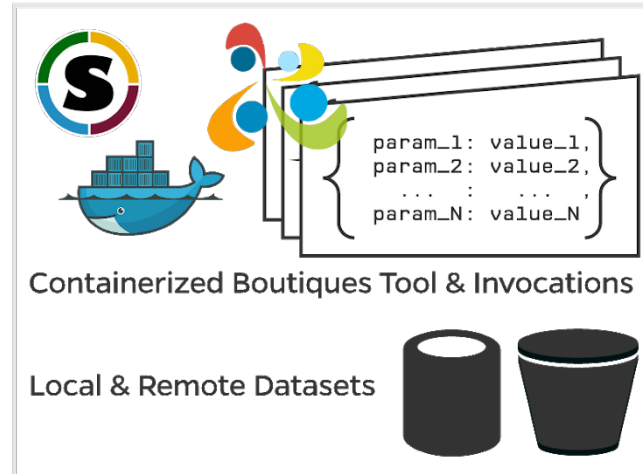 S
param_1: value_1,
param_2: value_2,
... : ... ,
param_N: value_N
Containerized Boutiques Tool & Invocations
Local & Remote Datasets